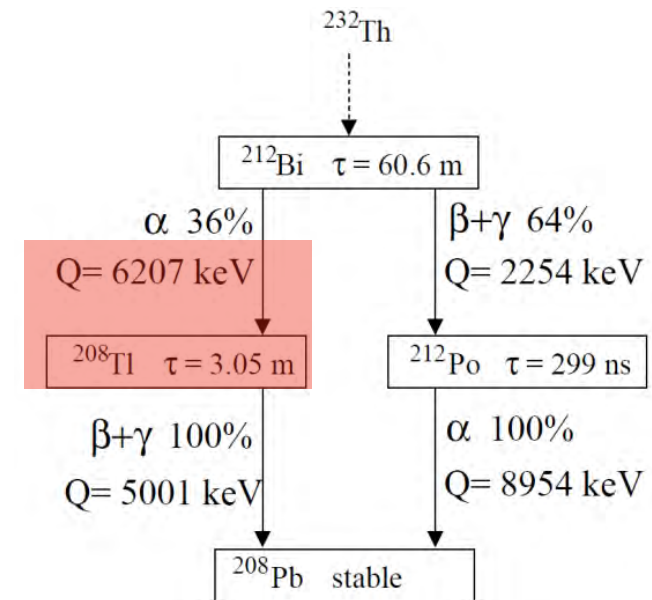 ²³²Th
²¹²Bi τ = 60.6 m
α 36%
Q= 6207 keV
β+γ 64%
Q= 2254 keV
²⁰⁸Tl τ = 3.05 m
²¹²Po τ = 299 ns
β+γ 100%
Q= 5001 keV
α 100%
Q= 8954 keV
²⁰⁸Pb stable